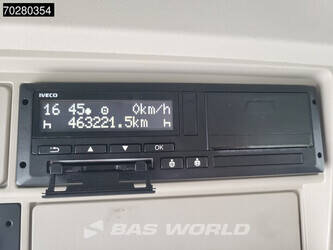 70280354
IVECO
16 45 0km/h
463221.5km
OK
BAS WORLD